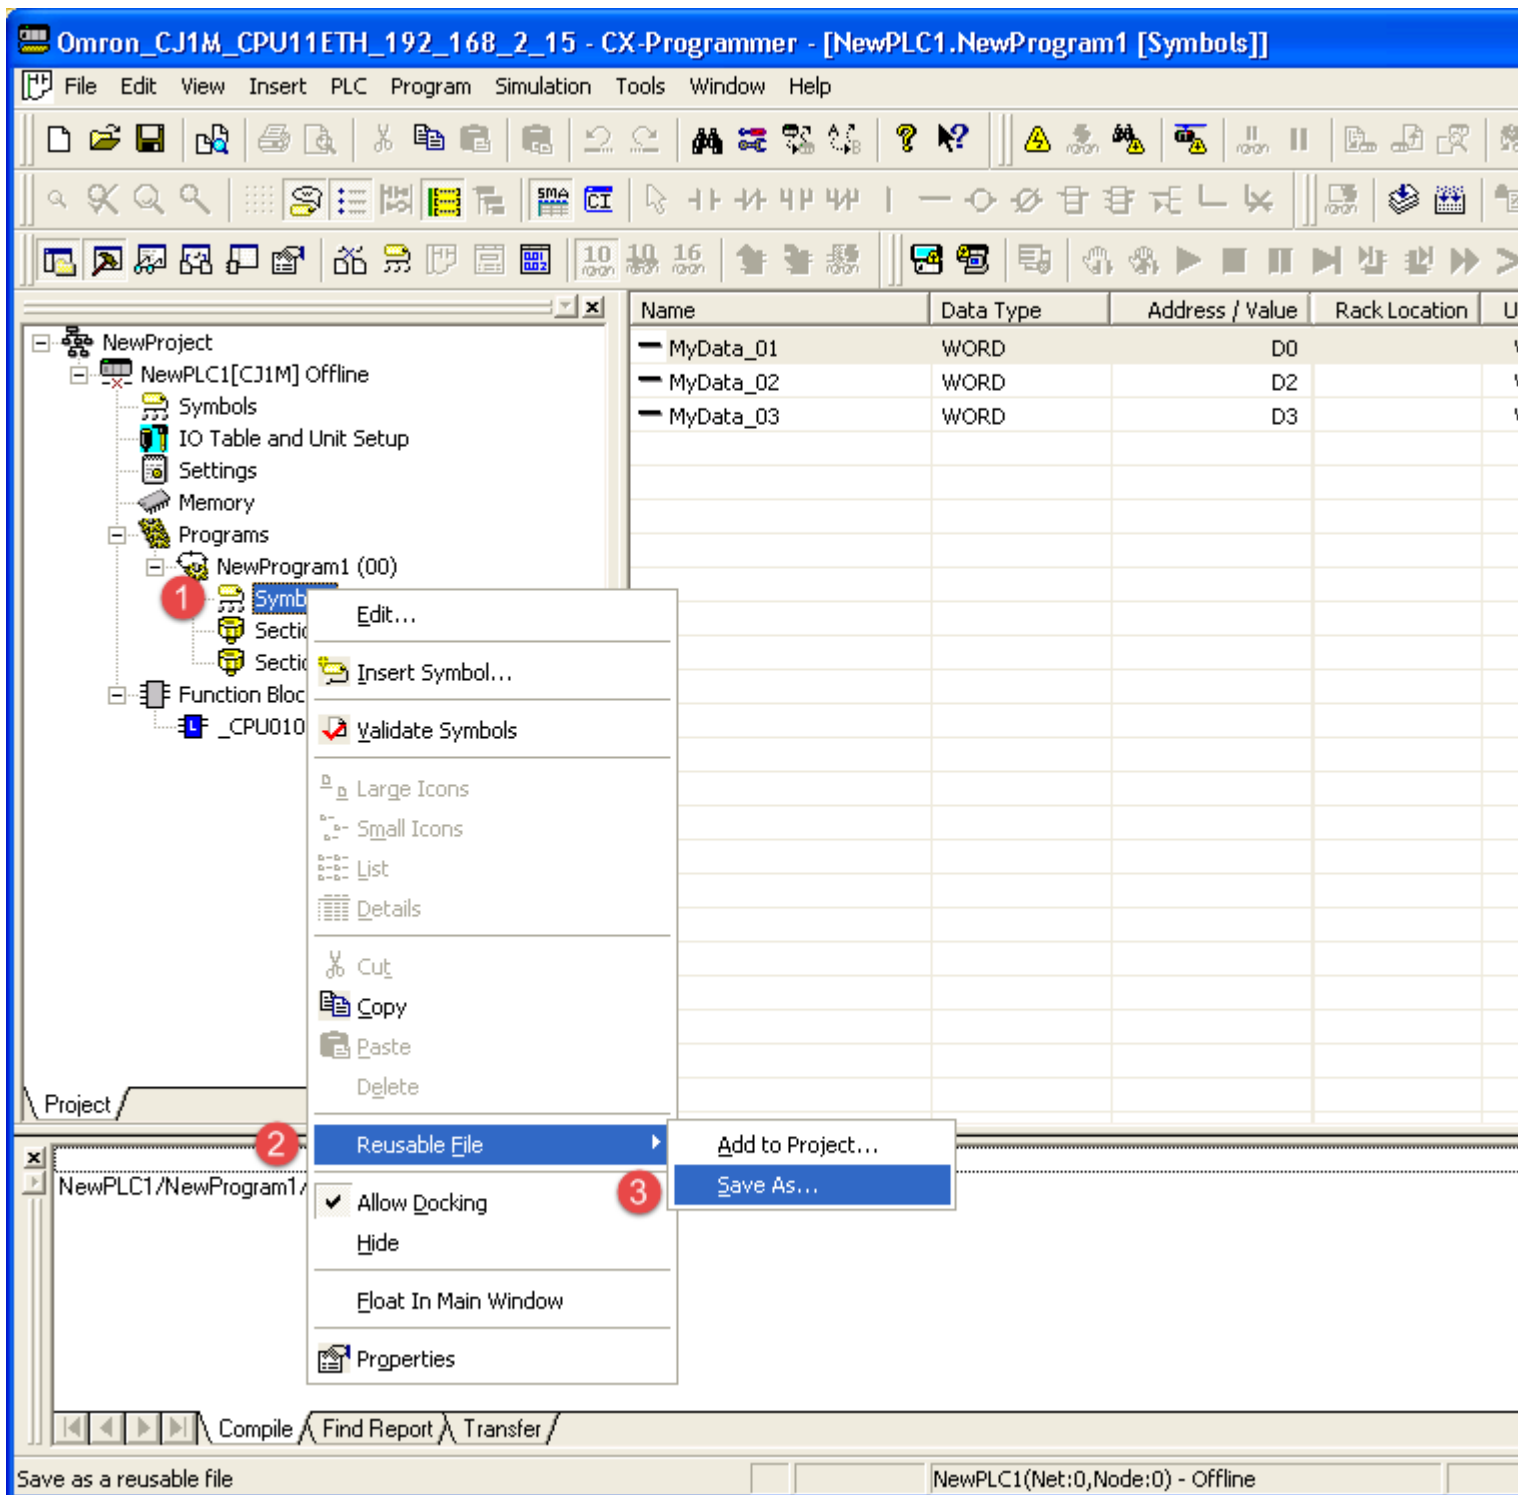 Omron_CJ1M_CPU11ETH_192_168_2_15 - CX-Programmer - [NewPLC1.NewProgram1 [Symbols]]
File Edit View Insert PLC Program Simulation Tools Window Help
SMA CI
10 10 16
Name Data Type Address / Value Rack Location U
MyData_01 WORD D0
MyData_02 WORD D2
MyData_03 WORD D3
NewProject
NewPLC1[CJ1M] Offline
Symbols
IO Table and Unit Setup
Settings
Memory
Programs
NewProgram1 (00)
1 Symb
Sectio
Sectio
Function Bloc
_CPU010
Edit...
Insert Symbol...
Validate Symbols
Large Icons
Small Icons
List
Details
Cut
Copy
Paste
Delete
2 Reusable File
Allow Docking
Hide
Float In Main Window
Properties
Add to Project...
3 Save As...
Project
NewPLC1/NewProgram1/
Compile Find Report Transfer
Save as a reusable file
NewPLC1(Net:0,Node:0) - Offline